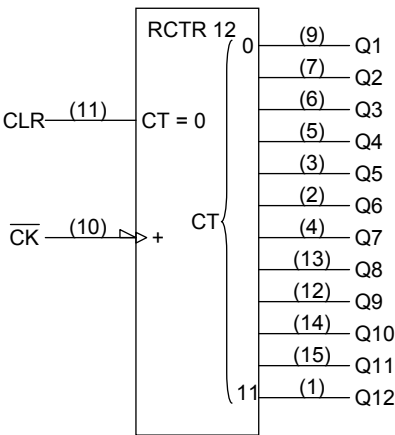 RCTR 12
0 (9) Q1
(7) Q2
(6) Q3
CLR (11) CT = 0
(5) Q4
(3) Q5
(2) Q6
CT
C̅K̅ (10) +
(4) Q7
(13) Q8
(12) Q9
(14) Q10
(15) Q11
11 (1) Q12